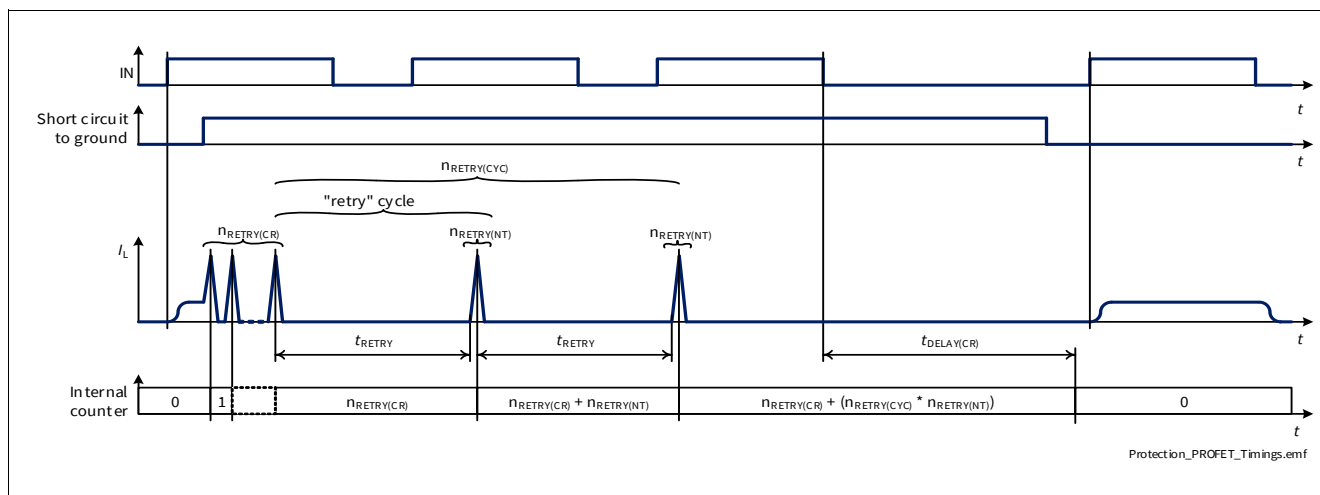 IN
t
Short circuit
to ground
t
nRETRY(CYC)
"retry" cycle
nRETRY(CR)
nRETRY(NT)
nRETRY(NT)
IL
t
tRETRY
tRETRY
tDELAY(CR)
Internal
counter
0
1
nRETRY(CR)
nRETRY(CR) + nRETRY(NT)
nRETRY(CR) + (nRETRY(CYC) * nRETRY(NT))
0
t
Protection_PROFET_Timings.emf